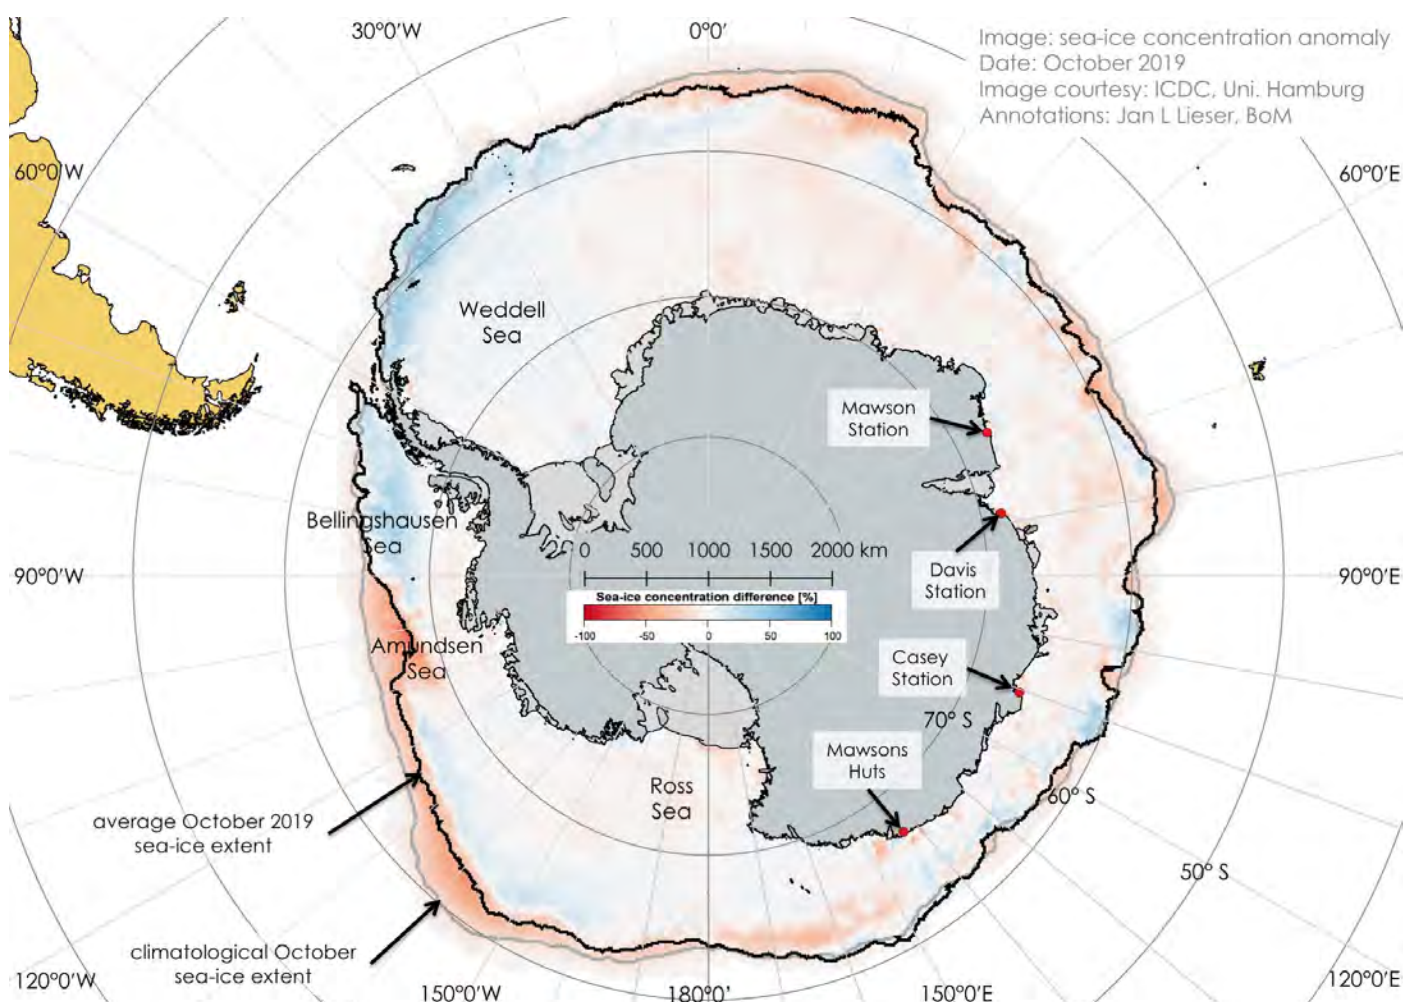 30°0'W
0°0'
Image: sea-ice concentration anomaly
Date: October 2019
Image courtesy: ICDC, Uni. Hamburg
Annotations: Jan L Lieser, BoM
60°0'W
60°0'E
Weddell
Sea
Mawson
Station
Bellingshausen
Sea
0 500 1000 1500 2000 km
90°0'W
Davis
Station
90°0'E
Sea-ice concentration difference [%]
-100 -50 0 50 100
Amundsen
Sea
Casey
Station
70° S
Mawsons
Huts
Ross
Sea
60° S
average October 2019
sea-ice extent
50° S
climatological October
sea-ice extent
120°0'W
150°0'W
180°0'
150°0'E
120°0'E